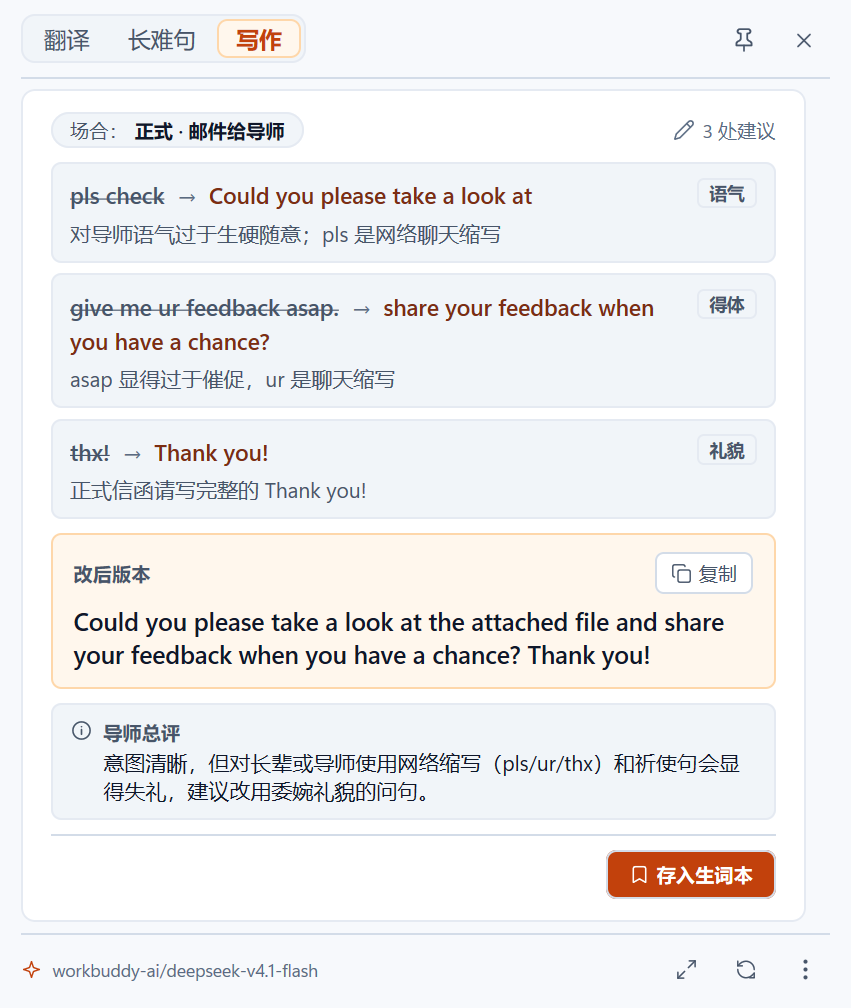 翻译 长难句 写作
场合： 正式 · 邮件给导师 3 处建议
pls check → Could you please take a look at 语气
对导师语气过于生硬随意；pls 是网络聊天缩写
give me ur feedback asap. → share your feedback when 得体
you have a chance?
asap 显得过于催促，ur 是聊天缩写
thx! → Thank you! 礼貌
正式信函请写完整的 Thank you!
改后版本 复制
Could you please take a look at the attached file and share
your feedback when you have a chance? Thank you!
导师总评
意图清晰，但对长辈或导师使用网络缩写（pls/ur/thx）和祈使句会显
得失礼，建议改用委婉礼貌的问句。
存入生词本
workbuddy-ai/deepseek-v4.1-flash